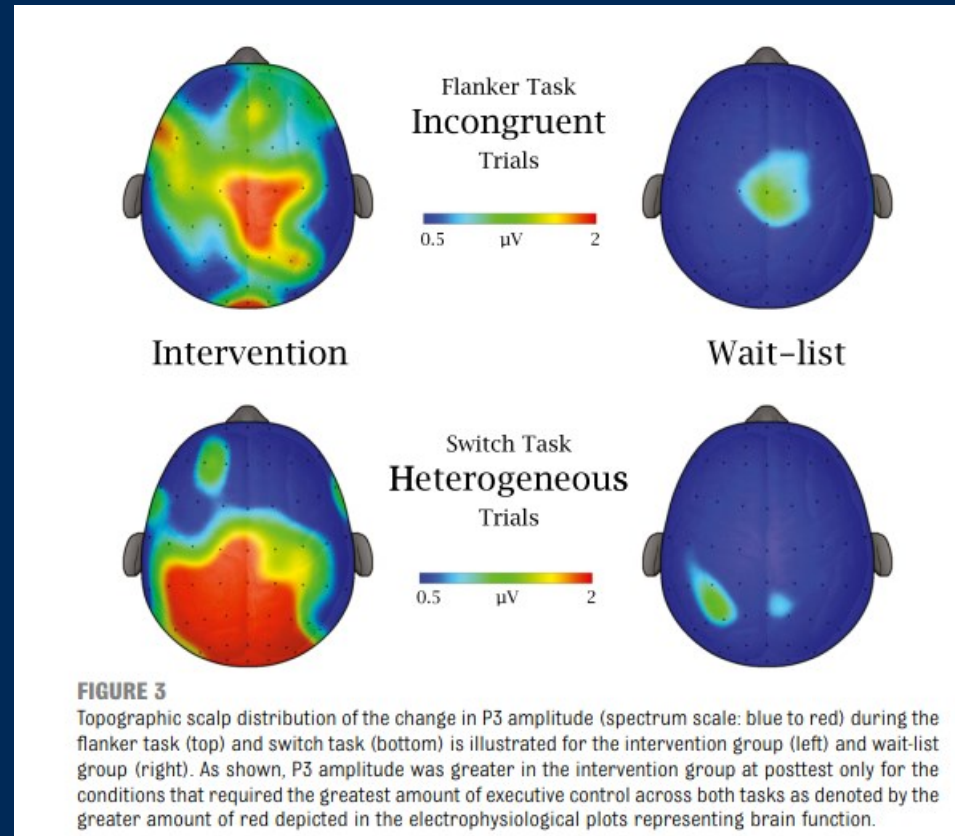 Flanker Task
Incongruent
Trials
0.5 μV 2
Intervention
Wait-list
Switch Task
Heterogeneous
Trials
0.5 μV 2
FIGURE 3
Topographic scalp distribution of the change in P3 amplitude (spectrum scale: blue to red) during the
flanker task (top) and switch task (bottom) is illustrated for the intervention group (left) and wait-list
group (right). As shown, P3 amplitude was greater in the intervention group at posttest only for the
conditions that required the greatest amount of executive control across both tasks as denoted by the
greater amount of red depicted in the electrophysiological plots representing brain function.